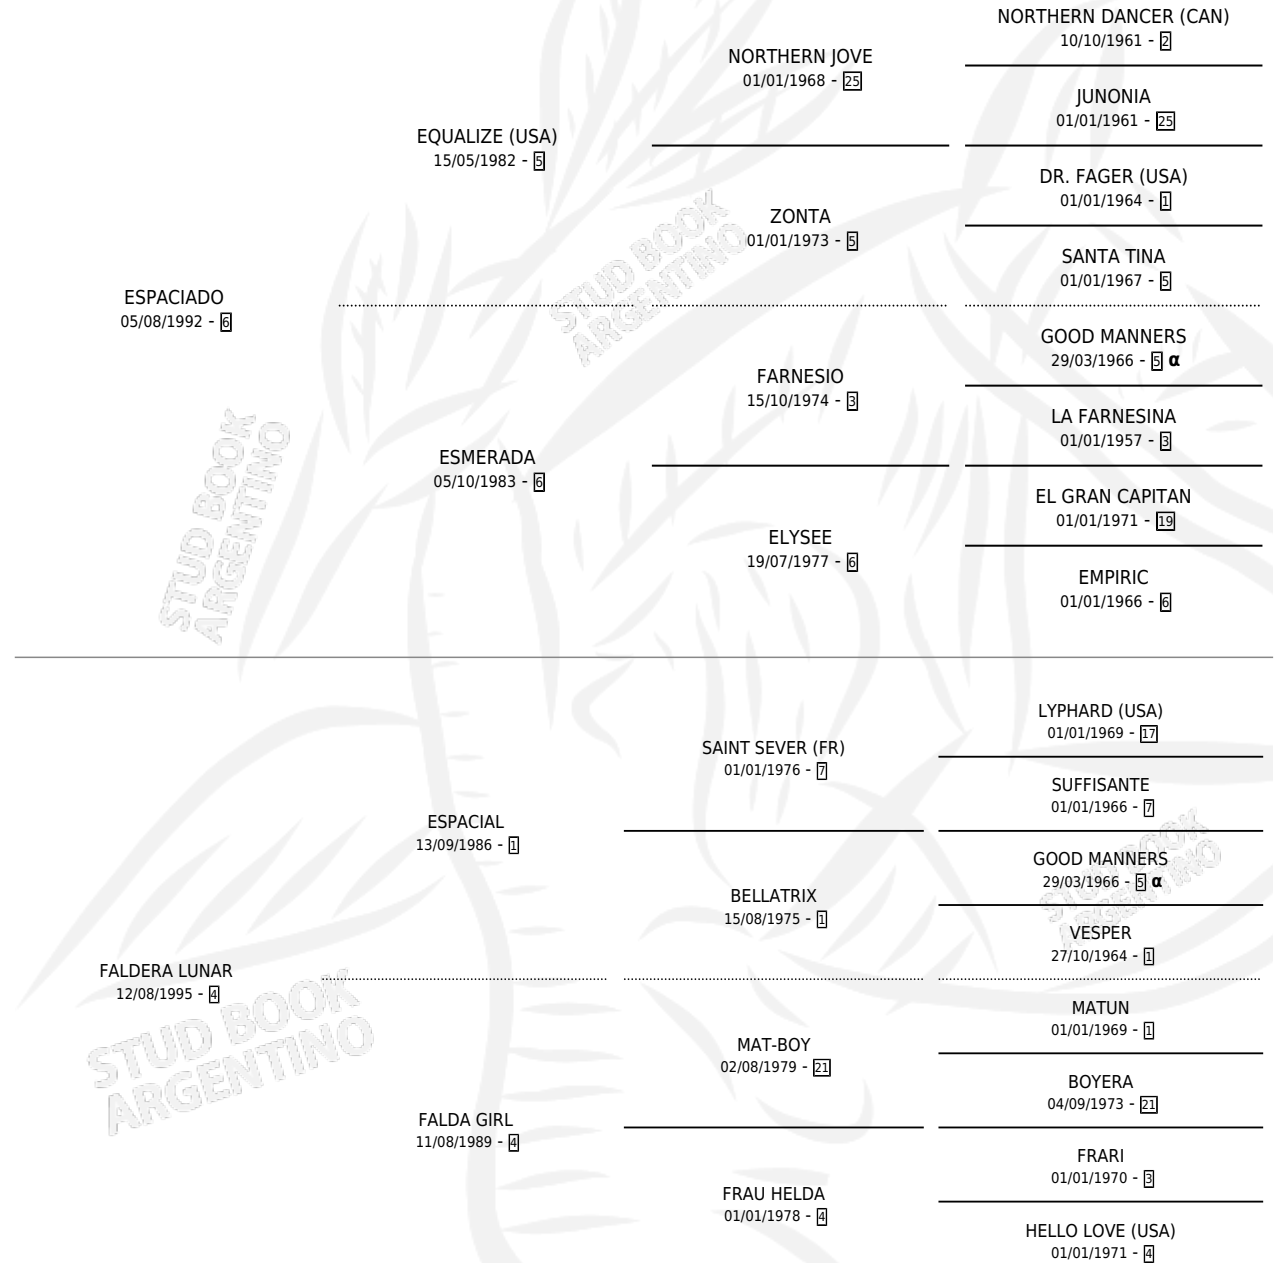 NORTHERN DANCER (CAN)
10/10/1961 - 2
NORTHERN JOVE
01/01/1968 - 25
JUNONIA
01/01/1961 - 25
EQUALIZE (USA)
15/05/1982 - 5
DR. FAGER (USA)
01/01/1964 - 1
ZONTA
01/01/1973 - 5
SANTA TINA
01/01/1967 - 5
ESPACIADO
05/08/1992 - 6
GOOD MANNERS
29/03/1966 - 5 α
FARNESIO
15/10/1974 - 3
LA FARNESINA
01/01/1957 - 3
ESMERADA
05/10/1983 - 6
EL GRAN CAPITAN
01/01/1971 - 19
ELYSEE
19/07/1977 - 6
EMPIRIC
01/01/1966 - 6
LYPHARD (USA)
01/01/1969 - 17
SAINT SEVER (FR)
01/01/1976 - 7
SUFFISANTE
01/01/1966 - 7
ESPACIAL
13/09/1986 - 1
GOOD MANNERS
29/03/1966 - 5 α
BELLATRIX
15/08/1975 - 1
VESPER
27/10/1964 - 1
FALDERA LUNAR
12/08/1995 - 4
MATUN
01/01/1969 - 1
MAT-BOY
02/08/1979 - 21
BOYERA
04/09/1973 - 21
FALDA GIRL
11/08/1989 - 4
FRARI
01/01/1970 - 3
FRAU HELDA
01/01/1978 - 4
HELLO LOVE (USA)
01/01/1971 - 4
STUD BOOK
ARGENTINO
STUD BOOK
ARGENTINO
STUD BOOK
ARGENTINO
STUD BOOK
ARGENTINO